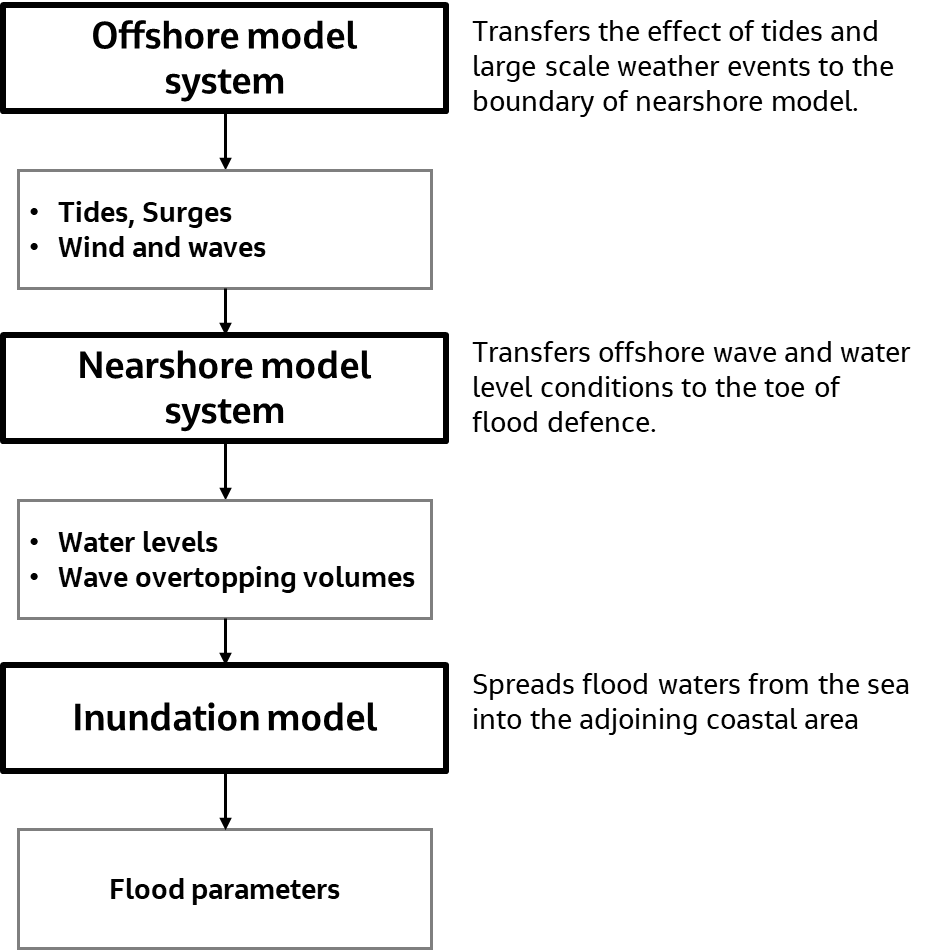 Offshore model
system
Transfers the effect of tides and
large scale weather events to the
boundary of nearshore model.
• Tides, Surges
• Wind and waves
Nearshore model
system
Transfers offshore wave and water
level conditions to the toe of
flood defence.
• Water levels
• Wave overtopping volumes
Inundation model
Spreads flood waters from the sea
into the adjoining coastal area
Flood parameters